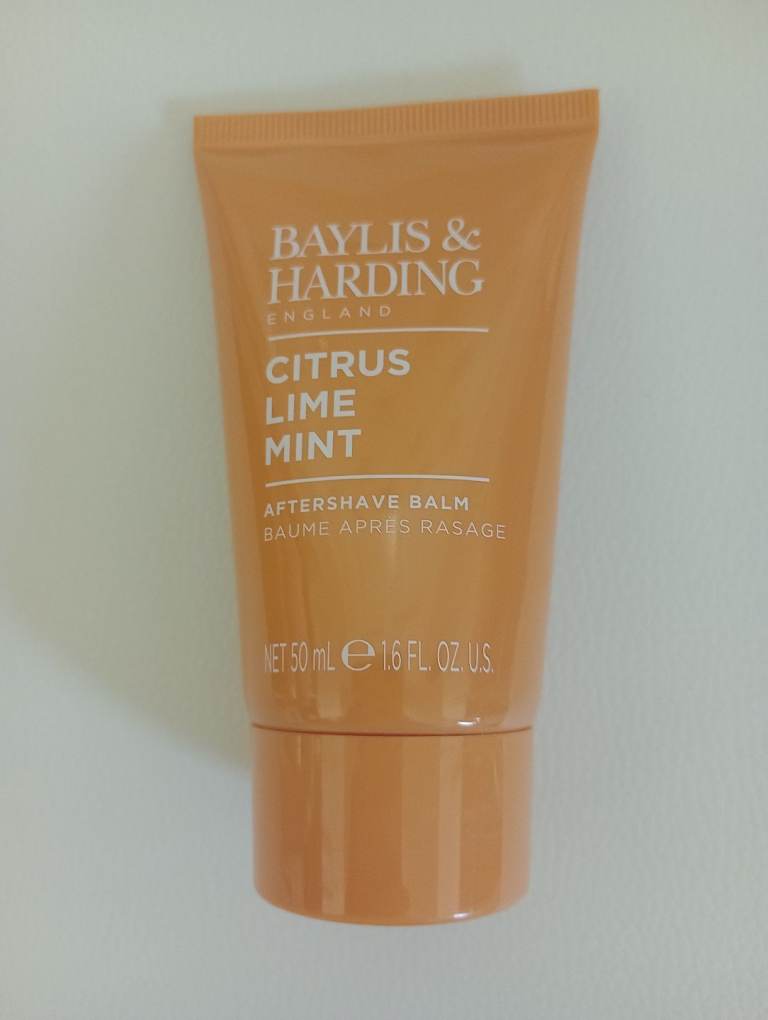 BAYLIS &
HARDING
ENGLAND
CITRUS
LIME
MINT
AFTERSHAVE BALM
BAUME APRÈS RASAGE
NET 50 mL ℮ 1.6 FL. OZ. U.S.